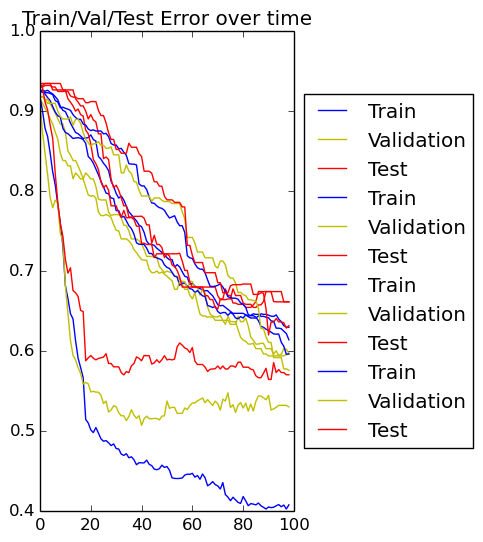 Train/Val/Test Error over time
1.0
0.9
0.8
0.7
0.6
0.5
0.4
0
20
40
60
80
100
Train
Validation
Test
Train
Validation
Test
Train
Validation
Test
Train
Validation
Test